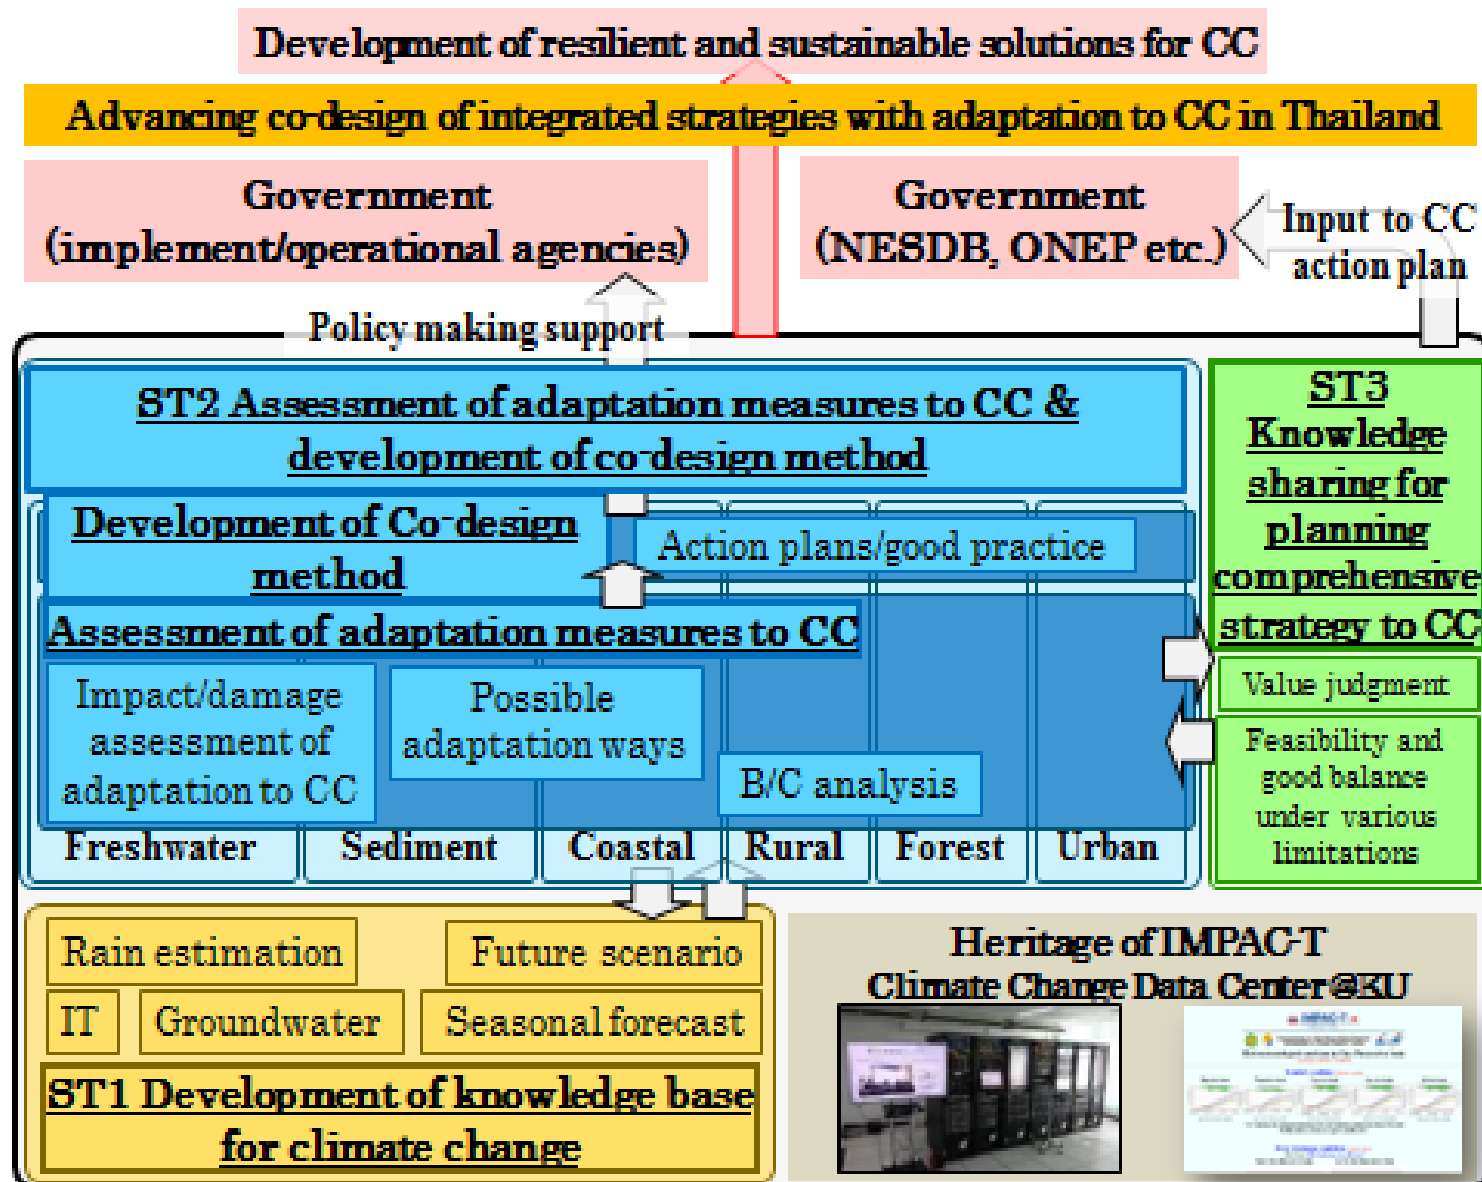 Development of resilient and sustainable solutions for CC
Advancing co-design of integrated strategies with adaptation to CC in Thailand
Government
(implement/operational agencies)
Government
(NESDB, ONEP etc.)
Input to CC
action plan
Policy making support
ST2 Assessment of adaptation measures to CC &
development of co-design method
Development of Co-design
method
Action plans/good practice
Assessment of adaptation measures to CC
Impact/damage
assessment of
adaptation to CC
Possible
adaptation ways
B/C analysis
Freshwater
Sediment
Coastal
Rural
Forest
Urban
ST3
Knowledge
sharing for
planning
comprehensive
strategy to CC
Value judgment
Feasibility and
good balance
under various
limitations
Rain estimation
Future scenario
IT
Groundwater
Seasonal forecast
ST1 Development of knowledge base
for climate change
Heritage of IMPAC-T
Climate Change Data Center @KU
IMPAC-T